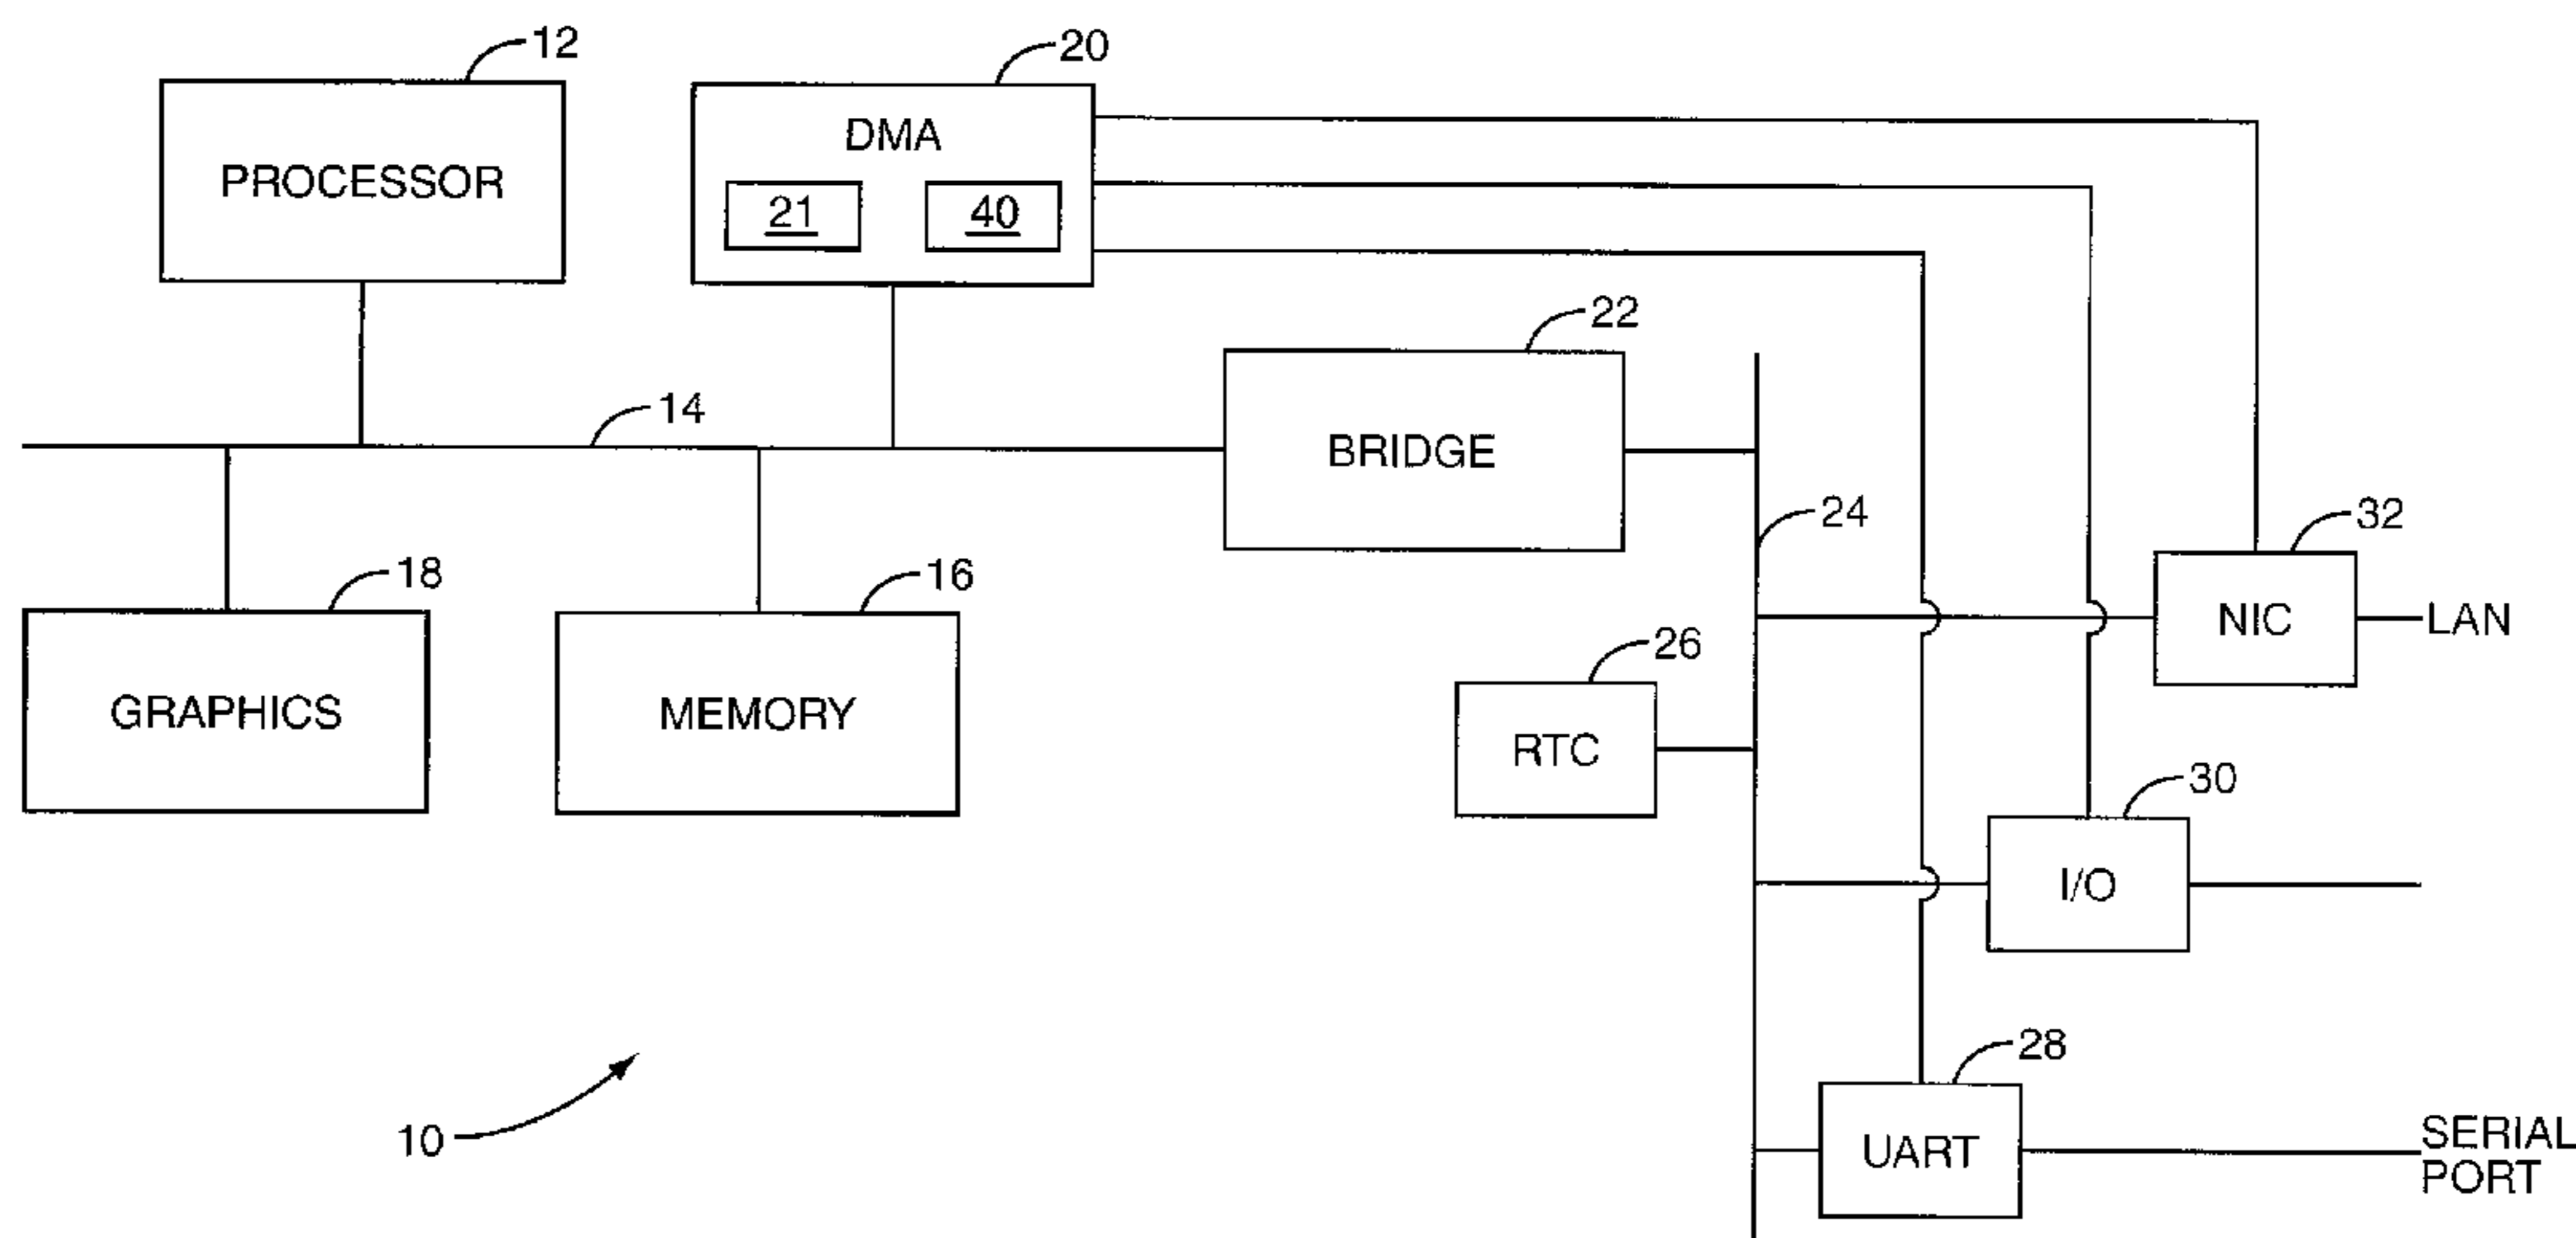 12
20
PROCESSOR
DMA
21
40
22
14
BRIDGE
24
32
18
16
26
NIC
LAN
GRAPHICS
MEMORY
RTC
30
I/O
28
10
UART
SERIAL
PORT